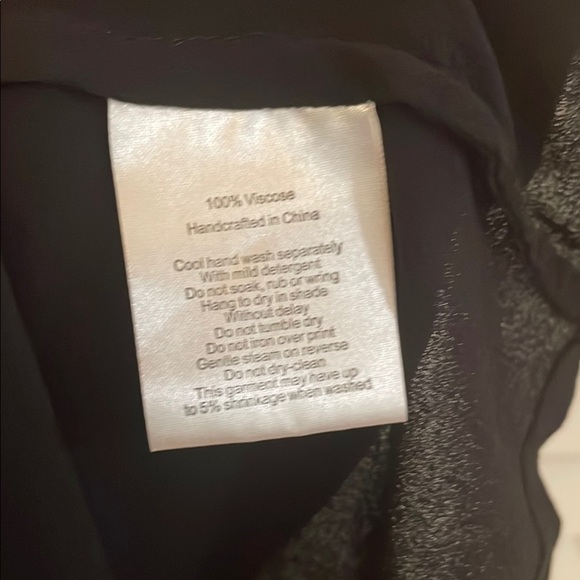 100% Viscose
Handcrafted in China
Cool hand wash separately
With mild detergent
Do not soak, rub or wring
Hang to dry in shade
Without delay
Do not tumble dry
Do not iron over print
Gentle steam on reverse
Do not dry-clean
This garment may have up
to 5% shrinkage when washed